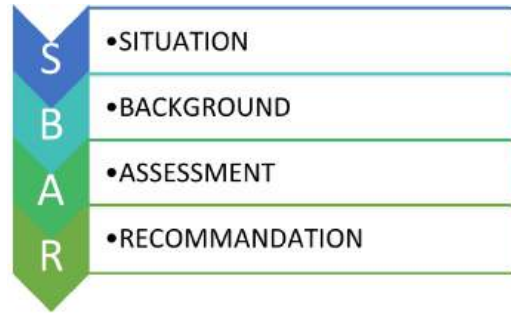 S •SITUATION
B •BACKGROUND
A •ASSESSMENT
R •RECOMMANDATION